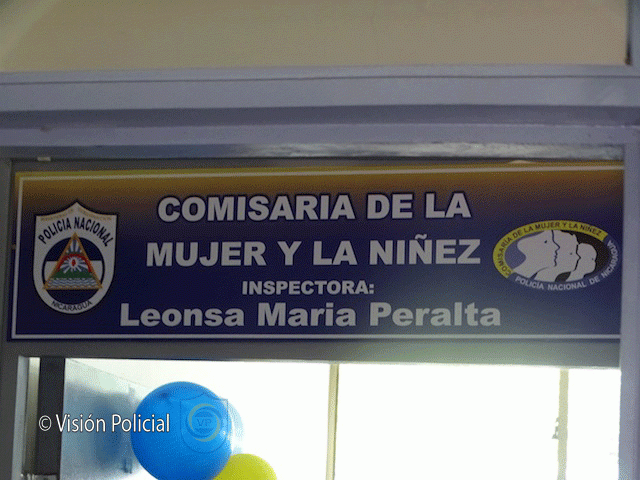 COMISARIA DE LA
MUJER Y LA NIÑEZ
INSPECTORA:
Leonsa Maria Peralta
POLICIA NACIONAL
NICARAGUA
COMISARIA DE LA MUJER Y LA NIÑEZ
POLICIA NACIONAL DE NICARAGUA
© Visión Policial
VP